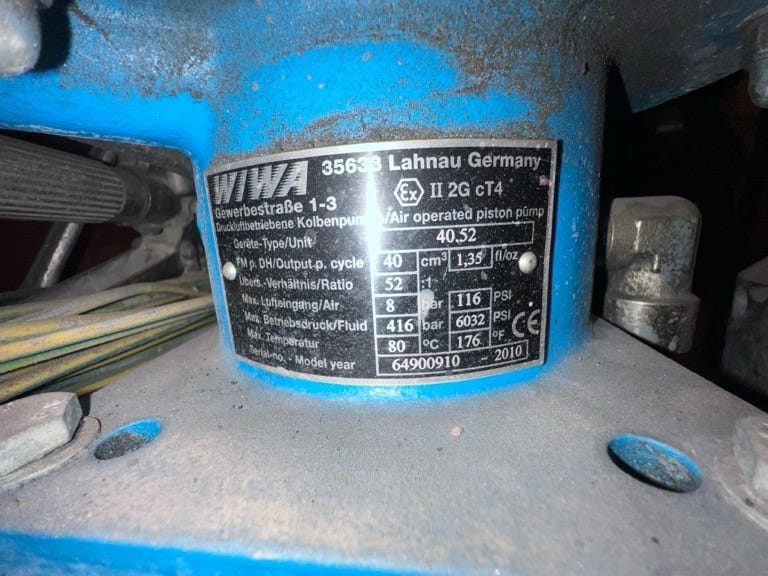 WIWA 35633 Lahnau Germany
Gewerbestraße 1-3 Ex II 2G cT4
Druckluftbetriebene Kolbenpumpe/Air operated piston pump
Geräte-Type/Unit 40.52
FM p. DH/Output p. cycle 40 cm³ 1,35 fl/oz
Übers.-Verhältnis/Ratio 52 :1
Max. Lufteingang/Air 8 bar 116 PSI
Max. Betriebsdruck/Fluid 416 bar 6032 PSI
Max. Temperatur 80 °C 176 °F CE
Serial-no. - Model year 64900910 - 2010